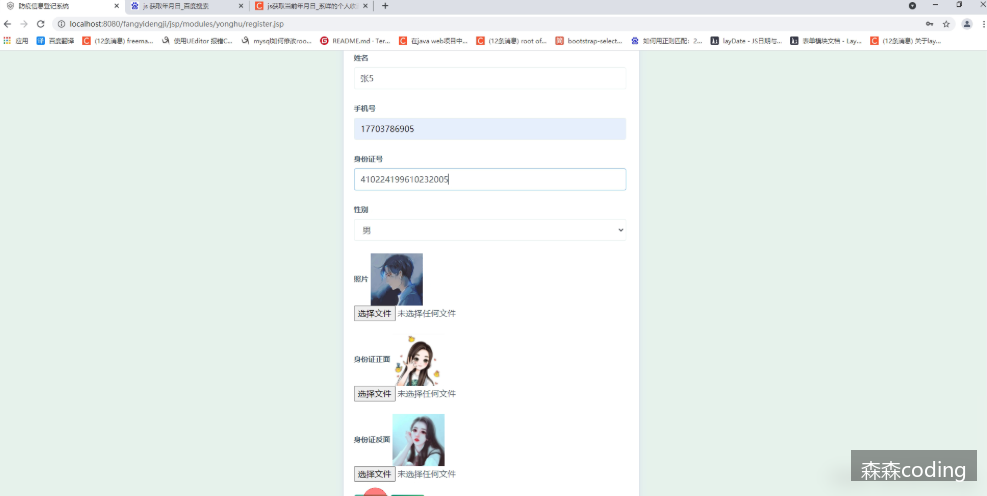 防疫信息登记系统
js 获取年月日_百度搜索
js获取当前年月日_
localhost:8080/fangyidengji/jsp/modules/yonghu/register.jsp
应用 百度翻译 (12条消息) freema... 使用UEditor 报错C... mysql如何修改roo... README.md · Ter... 在java web项目中... (12条消息) root of... bootstrap-select... 如何用正则匹配：2... layDate - JS日期与... 表单模块文档 - Lay... (12条消息) 关于lay...
姓名
张5
手机号
17703786905
身份证号
410224199610232005
性别
男
照片
选择文件 未选择任何文件
身份证正面
选择文件 未选择任何文件
身份证反面
选择文件 未选择任何文件
森森coding